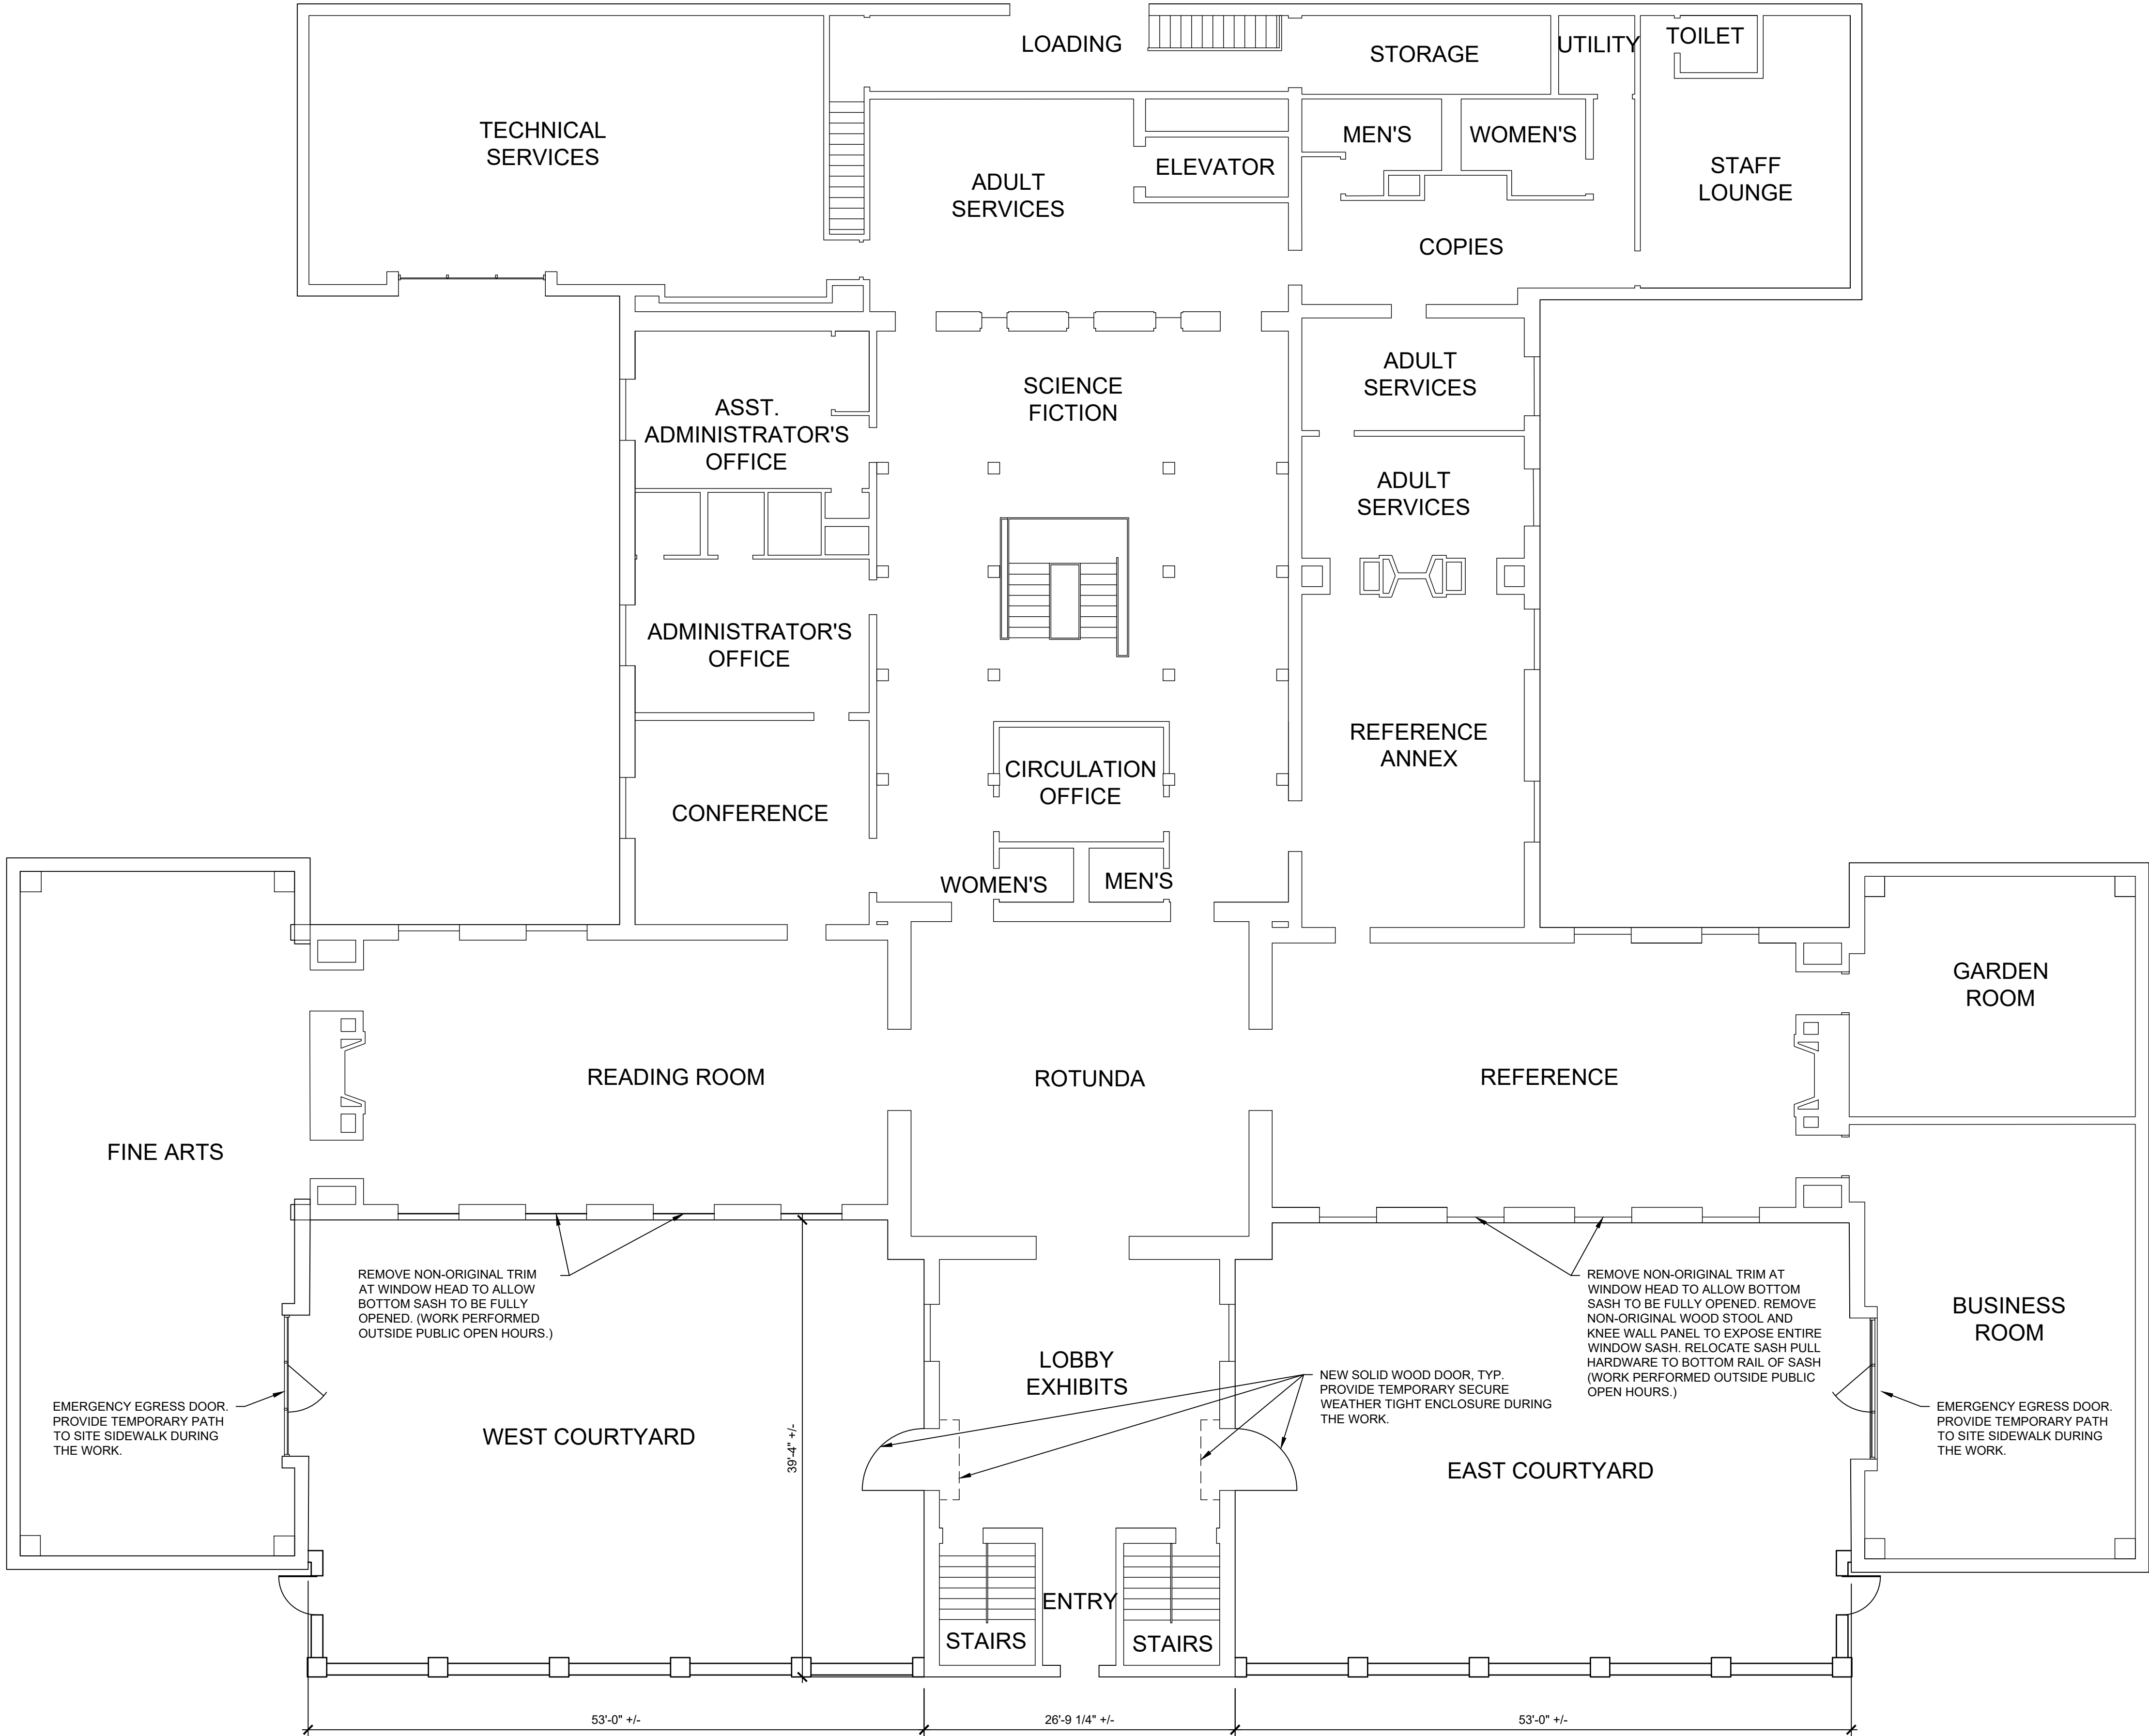 LOADING
STORAGE
UTILITY
TOILET
TECHNICAL
SERVICES
ADULT
SERVICES
ELEVATOR
MEN'S
WOMEN'S
STAFF
LOUNGE
COPIES
ASST.
ADMINISTRATOR'S
OFFICE
SCIENCE
FICTION
ADULT
SERVICES
ADULT
SERVICES
ADMINISTRATOR'S
OFFICE
REFERENCE
ANNEX
CONFERENCE
CIRCULATION
OFFICE
WOMEN'S
MEN'S
GARDEN
ROOM
READING ROOM
ROTUNDA
REFERENCE
FINE ARTS
REMOVE NON-ORIGINAL TRIM
AT WINDOW HEAD TO ALLOW
BOTTOM SASH TO BE FULLY
OPENED. (WORK PERFORMED
OUTSIDE PUBLIC OPEN HOURS.)
REMOVE NON-ORIGINAL TRIM AT
WINDOW HEAD TO ALLOW BOTTOM
SASH TO BE FULLY OPENED. REMOVE
NON-ORIGINAL WOOD STOOL AND
KNEE WALL PANEL TO EXPOSE ENTIRE
WINDOW SASH. RELOCATE SASH PULL
HARDWARE TO BOTTOM RAIL OF SASH
(WORK PERFORMED OUTSIDE PUBLIC
OPEN HOURS.)
BUSINESS
ROOM
LOBBY
EXHIBITS
NEW SOLID WOOD DOOR, TYP.
PROVIDE TEMPORARY SECURE
WEATHER TIGHT ENCLOSURE DURING
THE WORK.
EMERGENCY EGRESS DOOR.
PROVIDE TEMPORARY PATH
TO SITE SIDEWALK DURING
THE WORK.
EMERGENCY EGRESS DOOR.
PROVIDE TEMPORARY PATH
TO SITE SIDEWALK DURING
THE WORK.
WEST COURTYARD
39'-4" +/-
EAST COURTYARD
ENTRY
STAIRS
STAIRS
53'-0" +/-
26'-9 1/4" +/-
53'-0" +/-